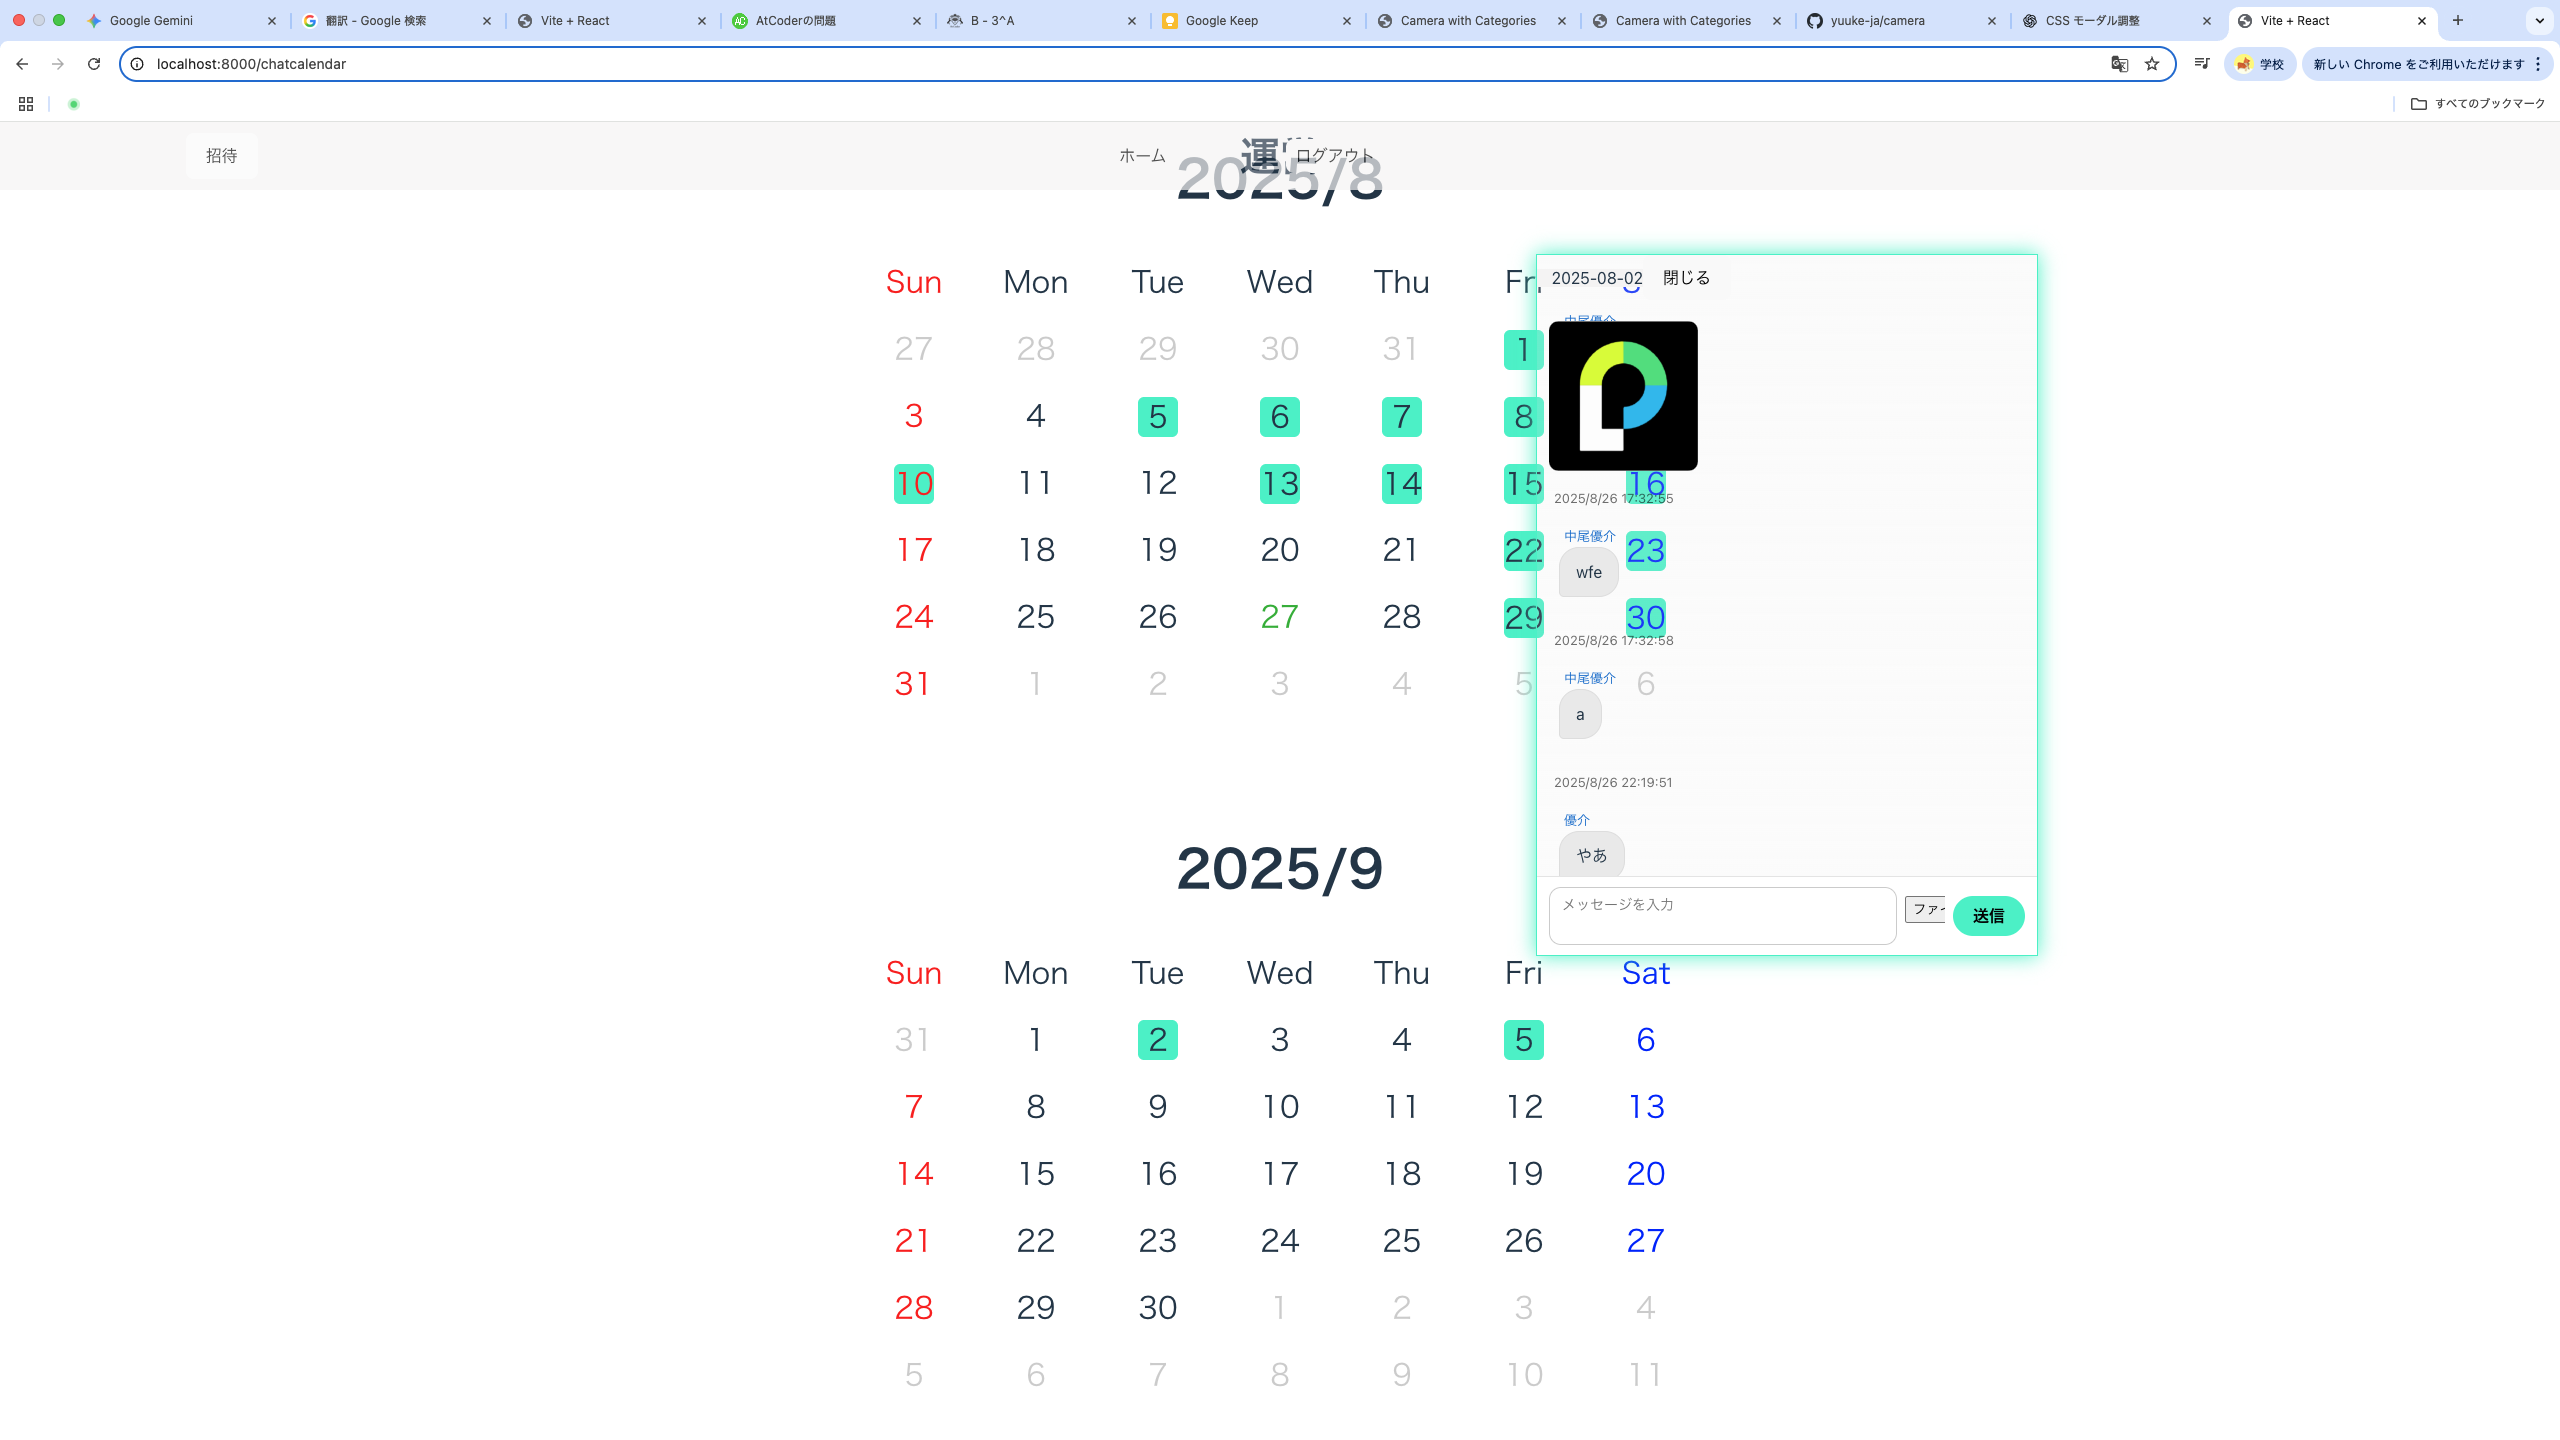 Google Gemini
翻訳 - Google 検索
Vite + React
AtCoderの問題
B - 3^A
Google Keep
Camera with Categories
Camera with Categories
yuuke-ja/camera
CSS モーダル調整
Vite + React
localhost:8000/chatcalendar
学校
新しい Chrome をご利用いただけます
すべてのブックマーク
招待
ホーム
運
ログアウト
2025/8
Sun Mon Tue Wed Thu Fri S
27 28 29 30 31 1
3 4 5 6 7 8
10 11 12 13 14 15 16
17 18 19 20 21 22 23
24 25 26 27 28 29 30
31 1 2 3 4 5 6
2025-08-02 閉じる
中尾優介
2025/8/26 17:32:55
中尾優介
wfe
2025/8/26 17:32:58
中尾優介
a
2025/8/26 22:19:51
優介
やあ
メッセージを入力
ファイ
送信
2025/9
Sun Mon Tue Wed Thu Fri Sat
31 1 2 3 4 5 6
7 8 9 10 11 12 13
14 15 16 17 18 19 20
21 22 23 24 25 26 27
28 29 30 1 2 3 4
5 6 7 8 9 10 11